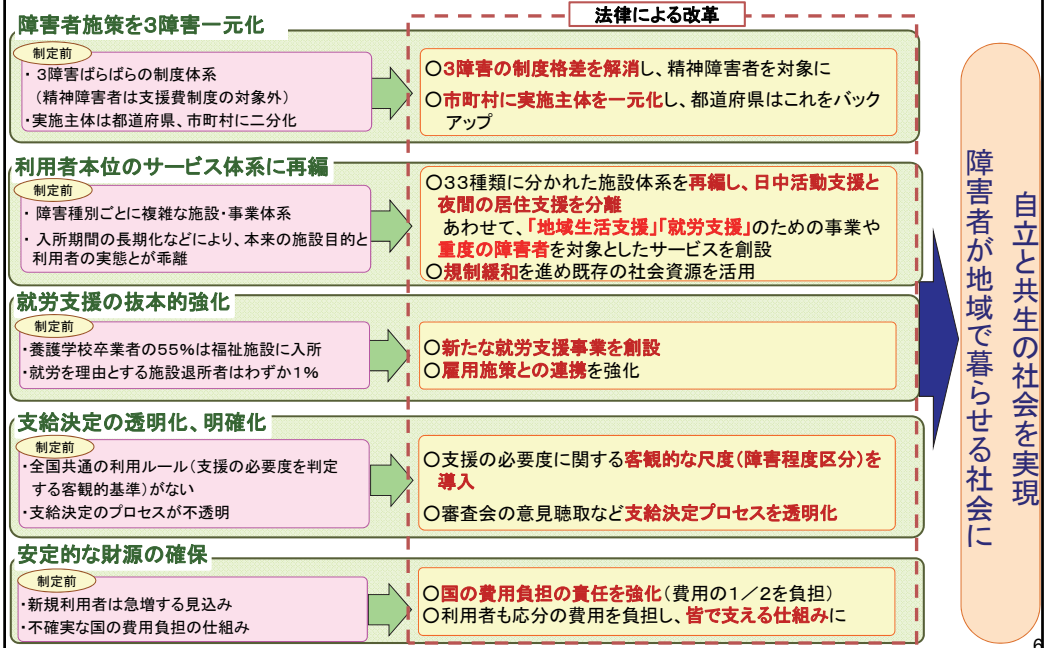 法律による改革
障害者施策を3障害一元化
制定前
・ 3障害ばらばらの制度体系
(精神障害者は支援費制度の対象外)
・実施主体は都道府県、市町村に二分化
○3障害の制度格差を解消し、精神障害者を対象に
○市町村に実施主体を一元化し、都道府県はこれをバック
アップ
利用者本位のサービス体系に再編
制定前
・ 障害種別ごとに複雑な施設・事業体系
・ 入所期間の長期化などにより、本来の施設目的と
利用者の実態とが乖離
○33種類に分かれた施設体系を再編し、日中活動支援と
夜間の居住支援を分離
あわせて、「地域生活支援」「就労支援」のための事業や
重度の障害者を対象としたサービスを創設
○規制緩和を進め既存の社会資源を活用
就労支援の抜本的強化
制定前
・養護学校卒業者の55%は福祉施設に入所
・就労を理由とする施設退所者はわずか1%
○新たな就労支援事業を創設
○雇用施策との連携を強化
支給決定の透明化、明確化
制定前
・全国共通の利用ルール(支援の必要度を判定
する客観的基準)がない
・支給決定のプロセスが不透明
○支援の必要度に関する客観的な尺度(障害程度区分)を
導入
○審査会の意見聴取など支給決定プロセスを透明化
安定的な財源の確保
制定前
・新規利用者は急増する見込み
・不確実な国の費用負担の仕組み
○国の費用負担の責任を強化(費用の1/2を負担)
○利用者も応分の費用を負担し、皆で支える仕組みに
障害者が地域で暮らせる社会に
自立と共生の社会を実現
6